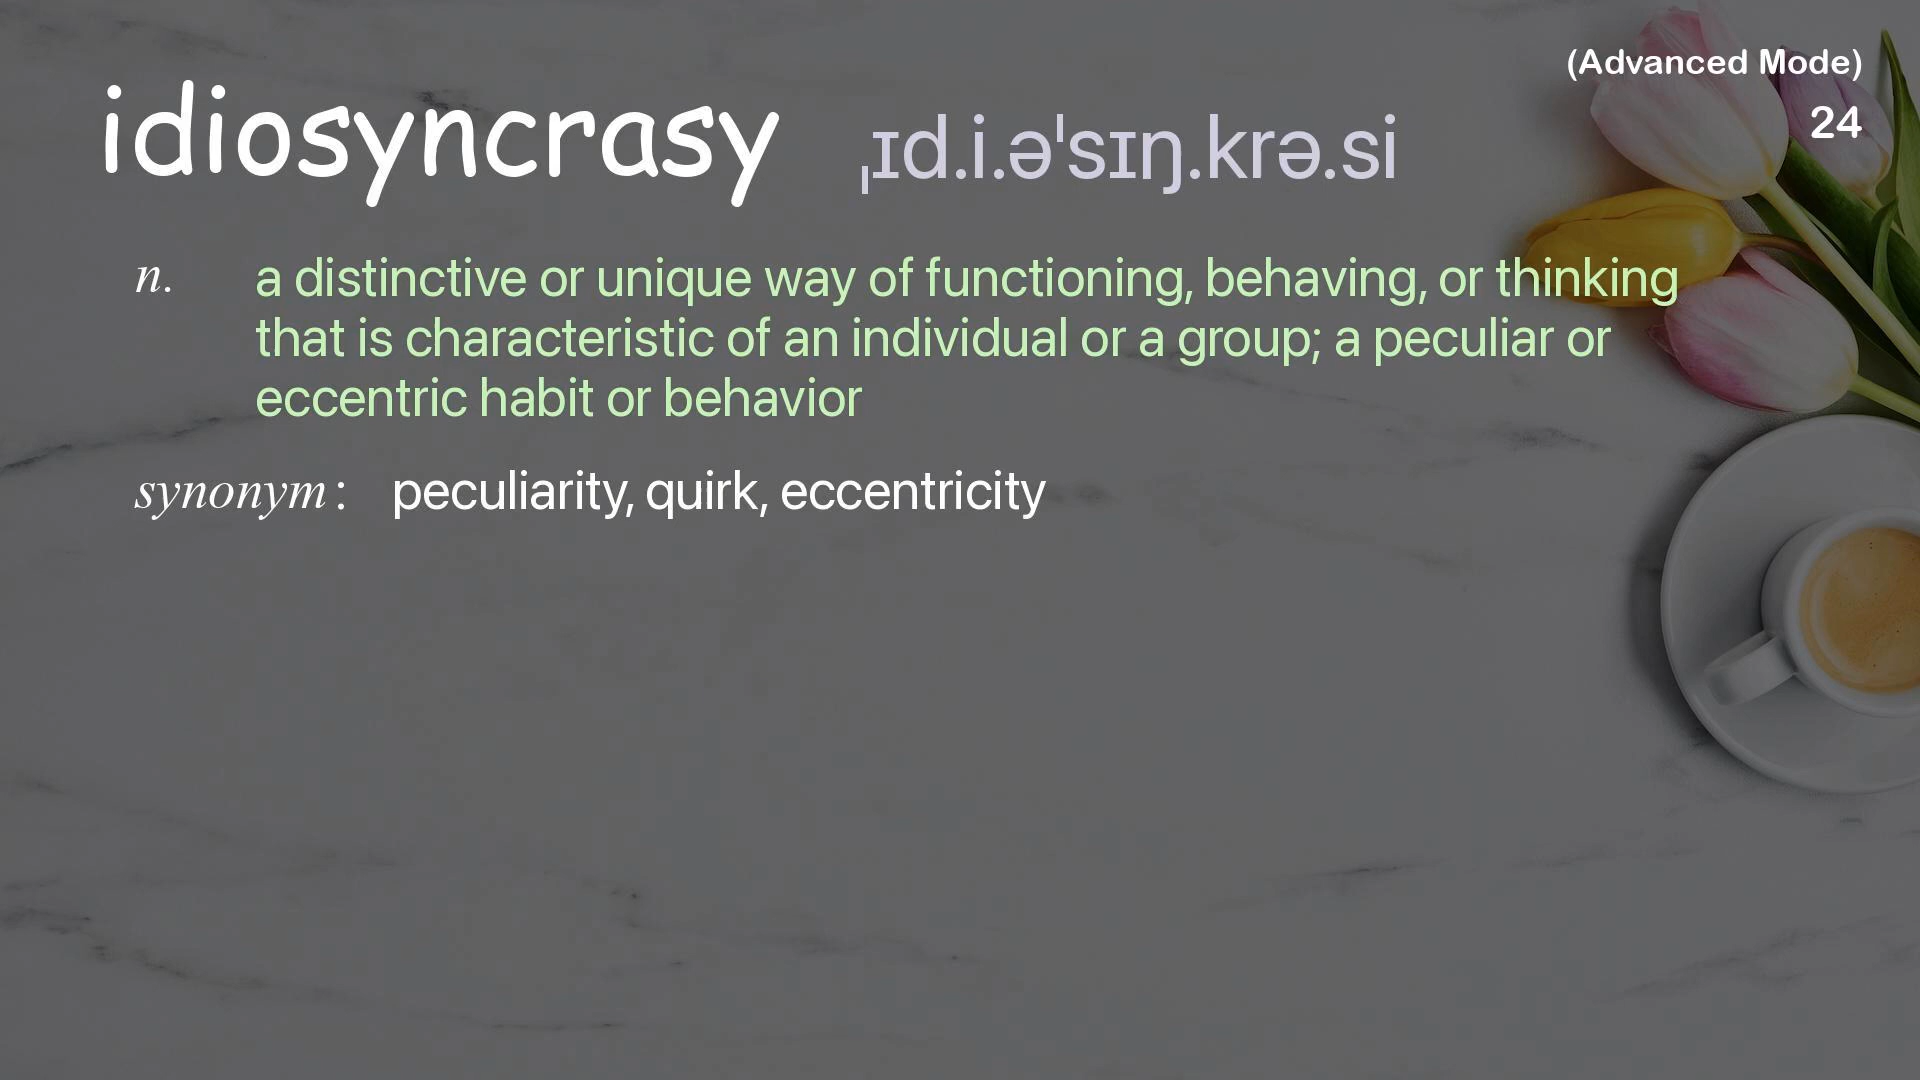 (Advanced Mode)
24
idiosyncrasy ˌɪd.i.əˈsɪŋ.krə.si
n. a distinctive or unique way of functioning, behaving, or thinking
that is characteristic of an individual or a group; a peculiar or
eccentric habit or behavior
synonym: peculiarity, quirk, eccentricity